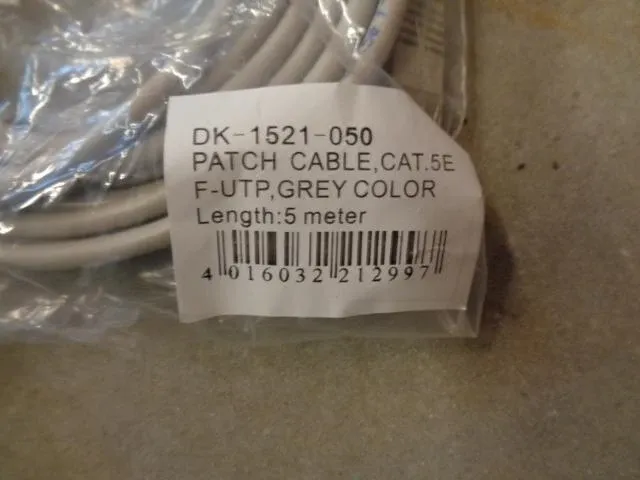 DK-1521-050
PATCH CABLE,CAT.5E
F-UTP,GREY COLOR
Length:5 meter
4 016032 212997